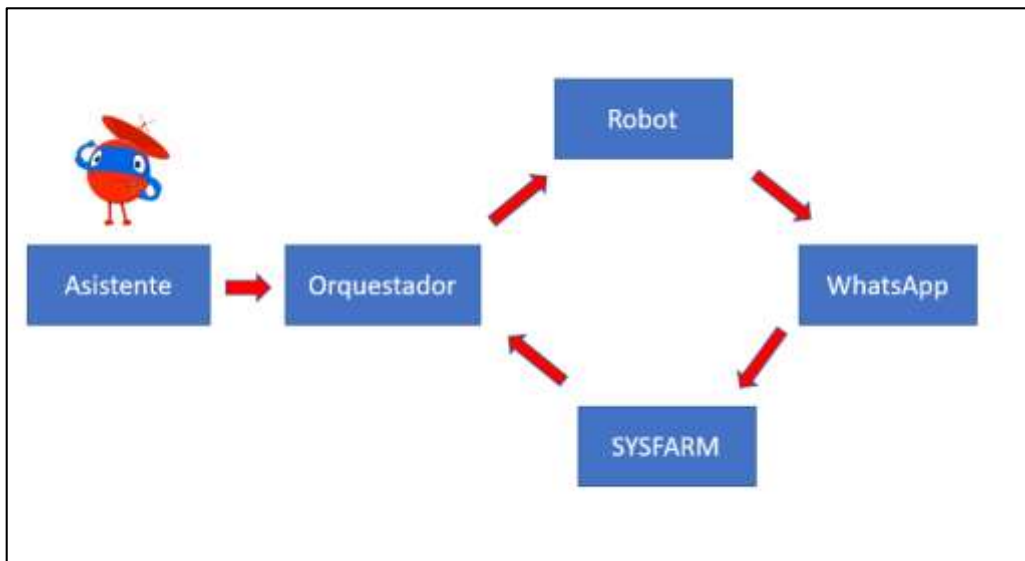 Robot
Asistente
Orquestador
WhatsApp
SYSFARM